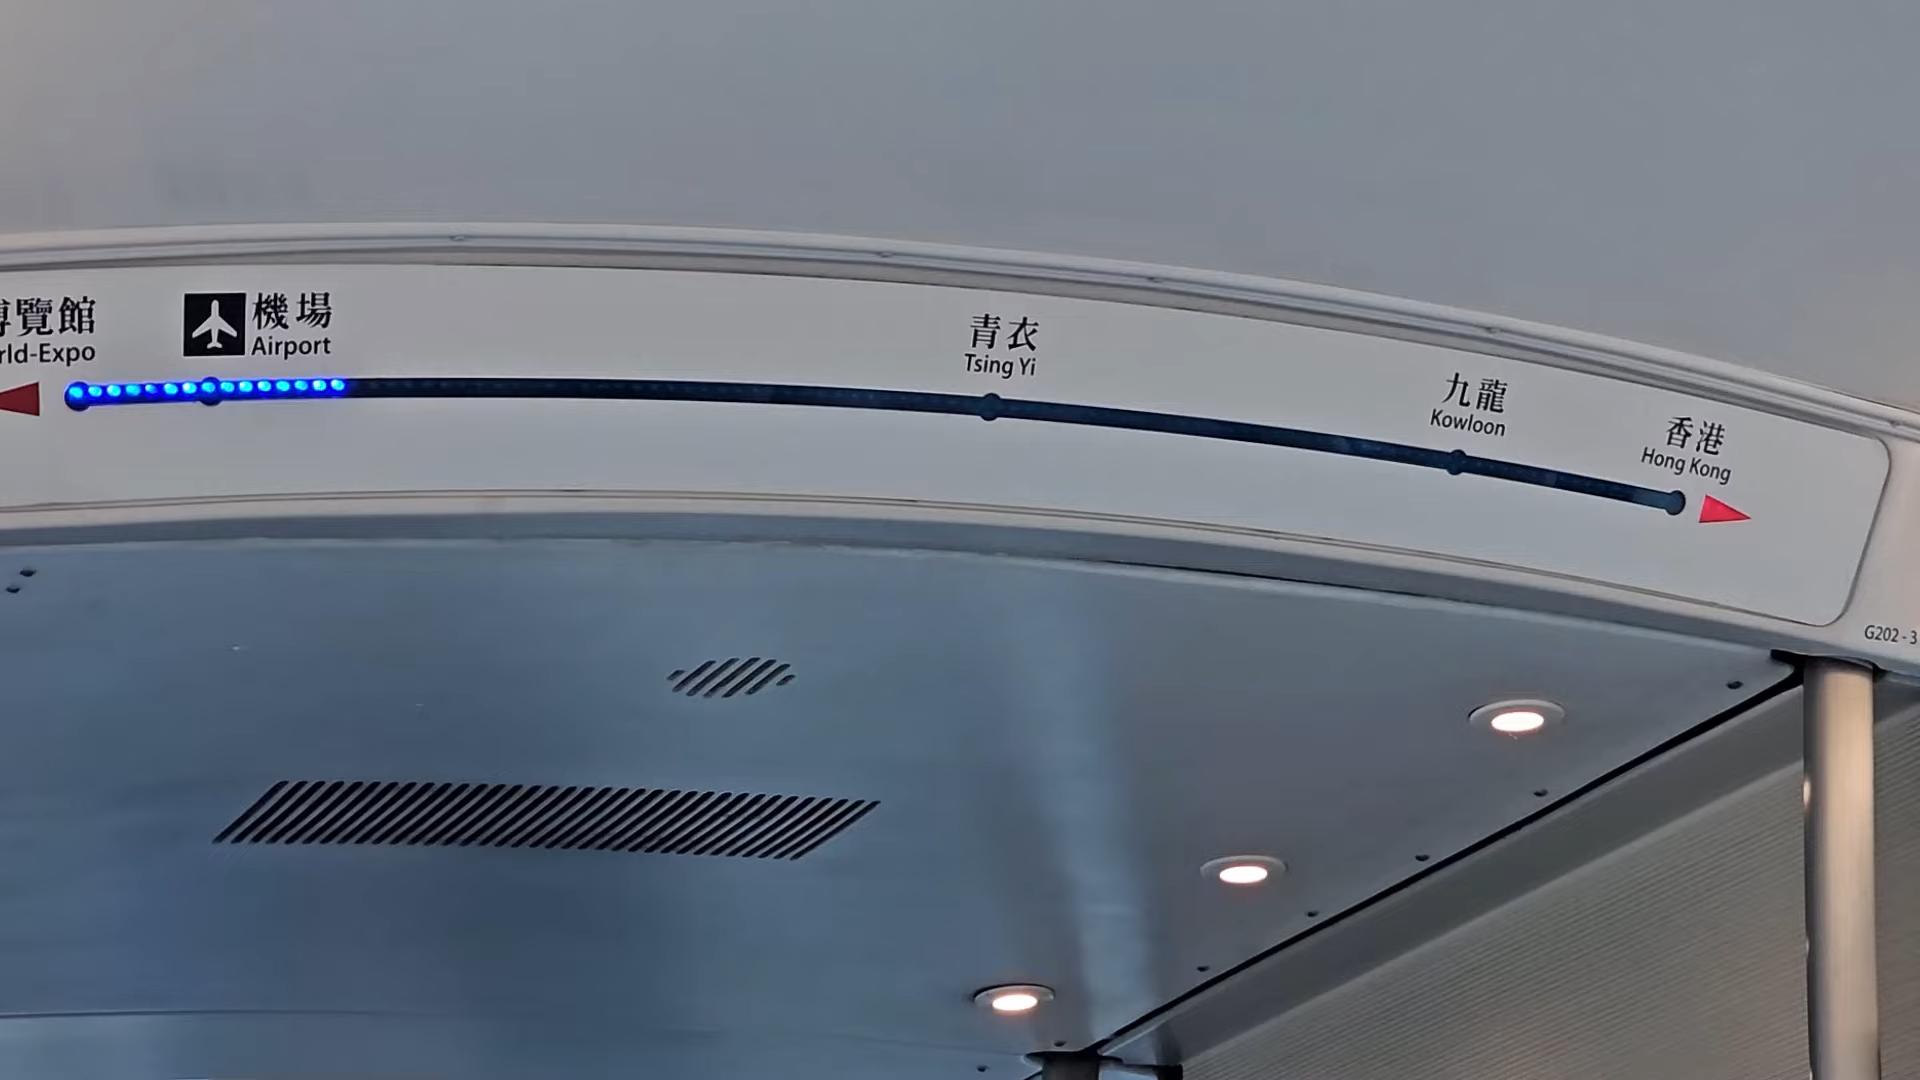 博覽館
rld-Expo
機場
Airport
青衣
Tsing Yi
九龍
Kowloon
香港
Hong Kong
G202 - 3